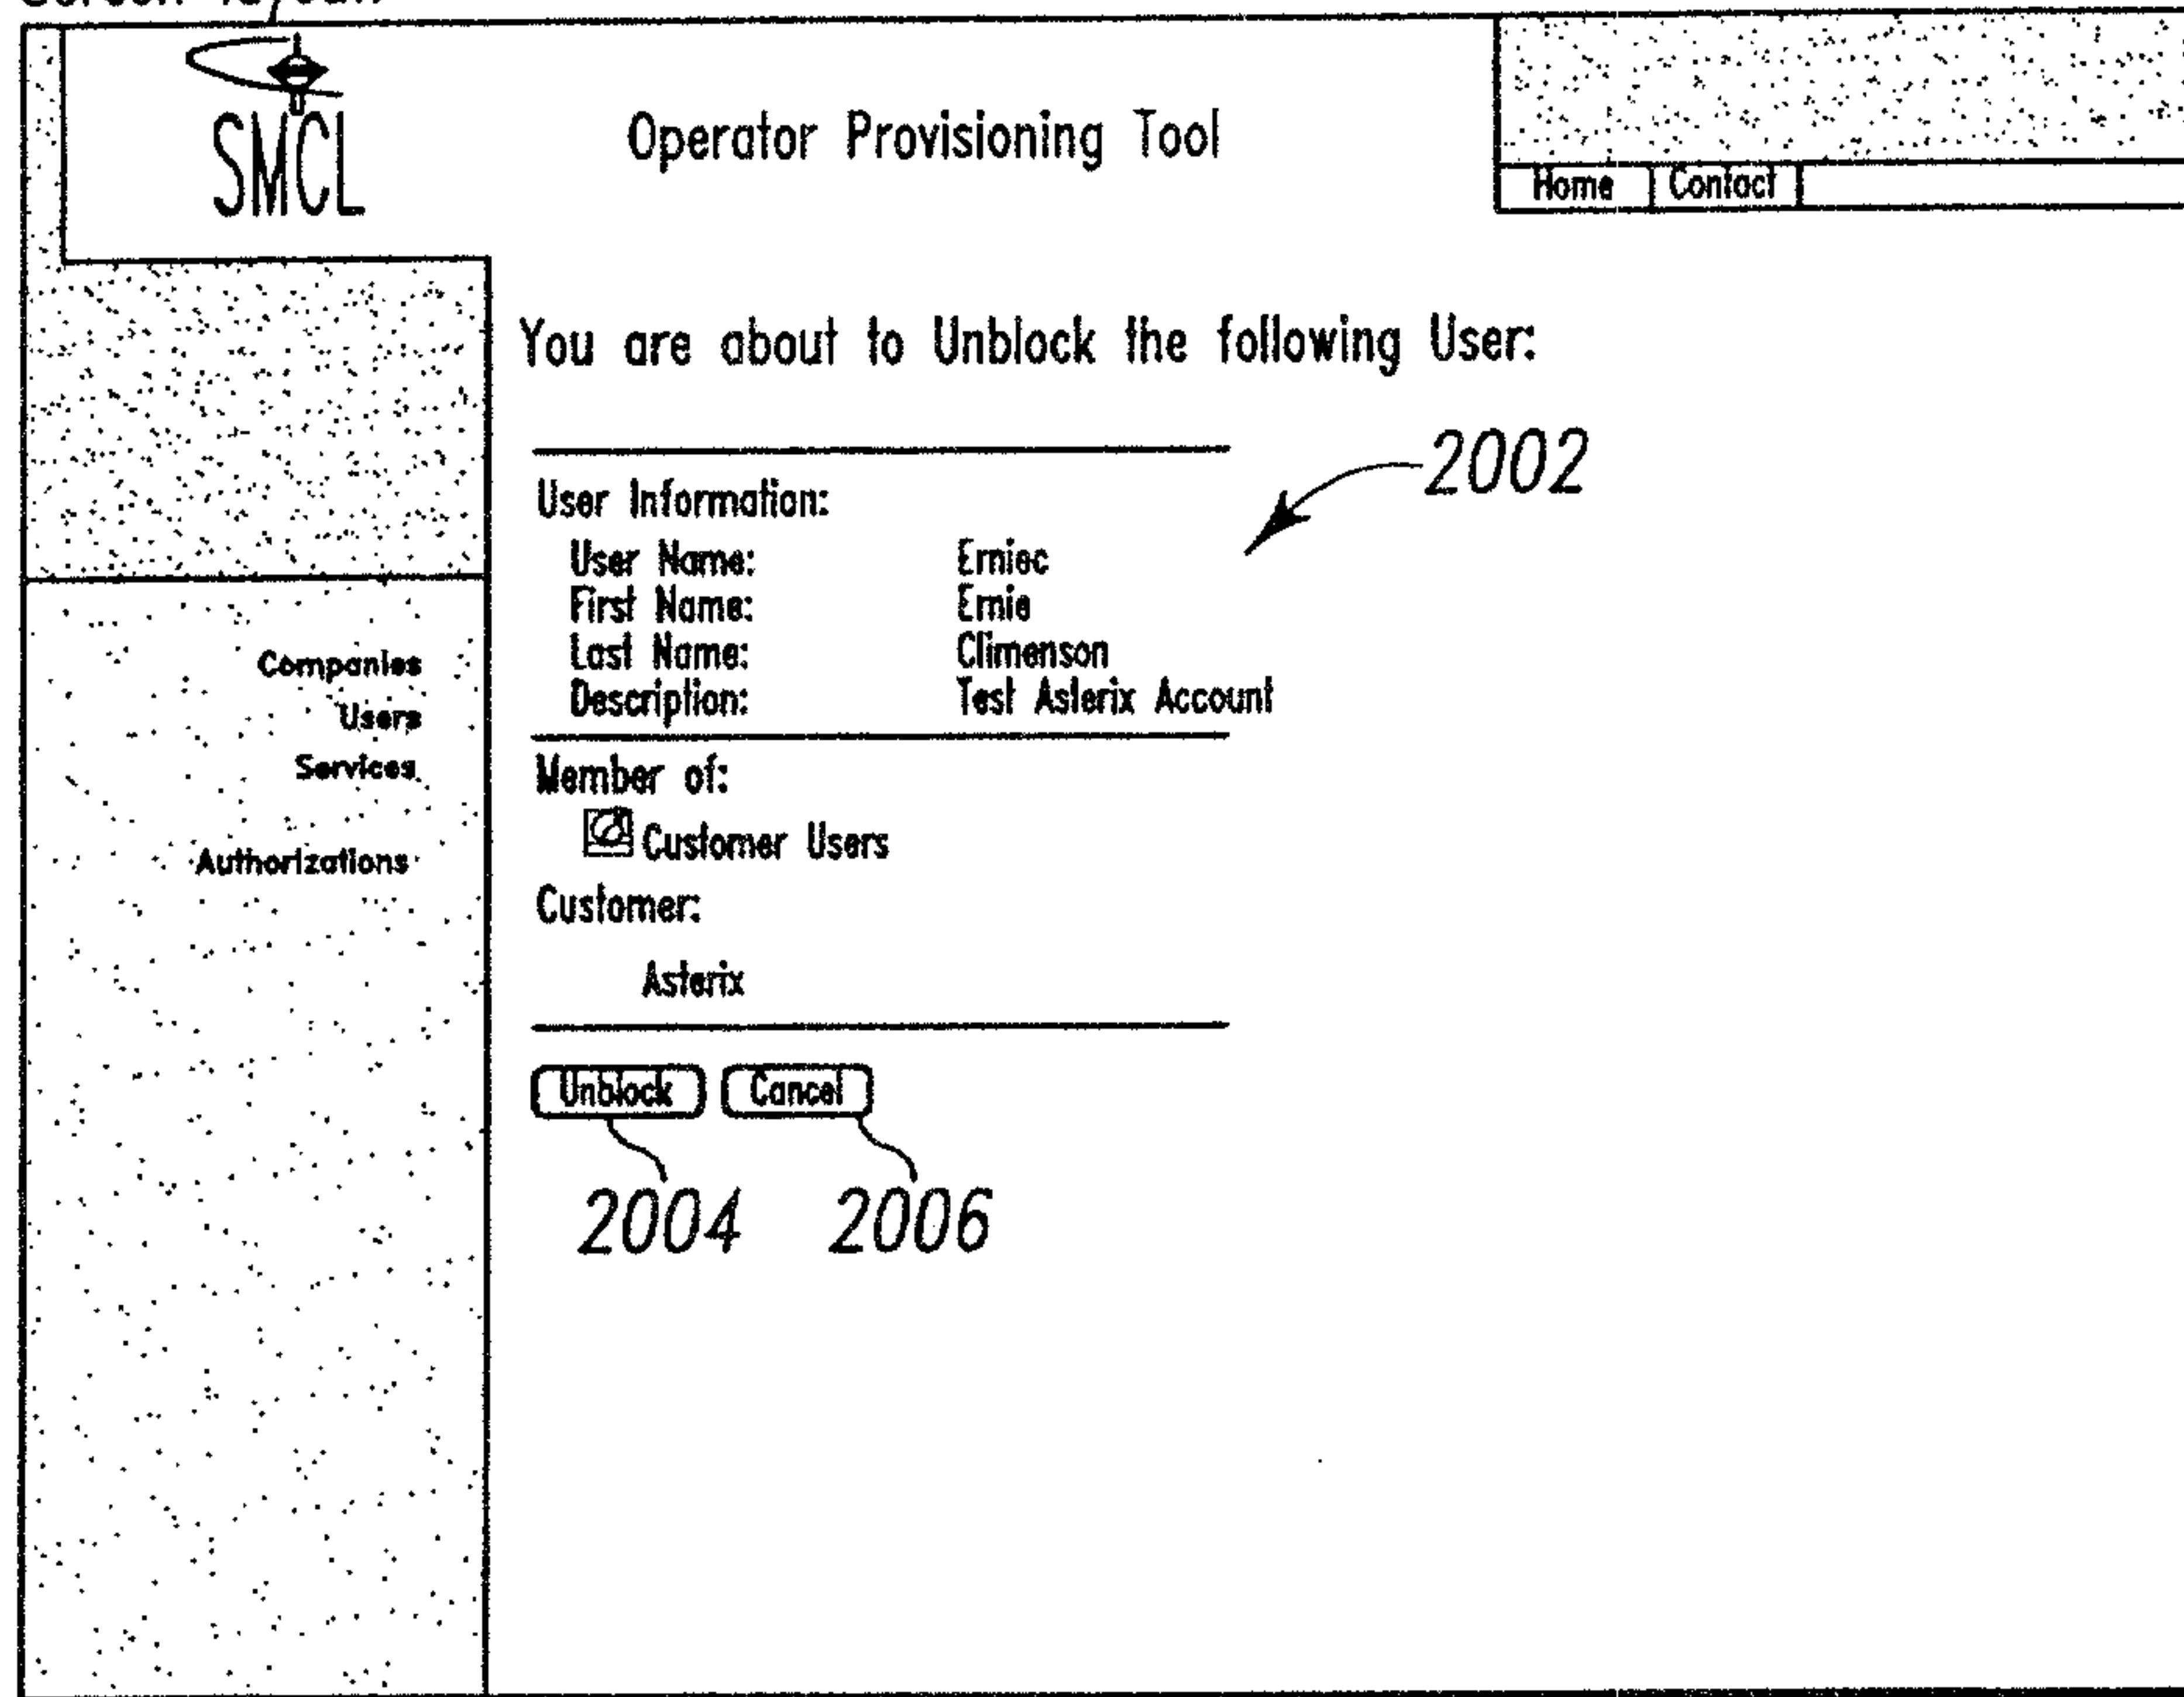 SMCL
Operator Provisioning Tool
Home Contact
You are about to Unblock the following User:
2002
User Information:
User Name: Erniec
First Name: Ernie
Last Name: Climenson
Description: Test Asterix Account
Companies
Users
Services
Authorizations
Member of:
Customer Users
Customer:
Asterix
Unblock Cancel
2004 2006